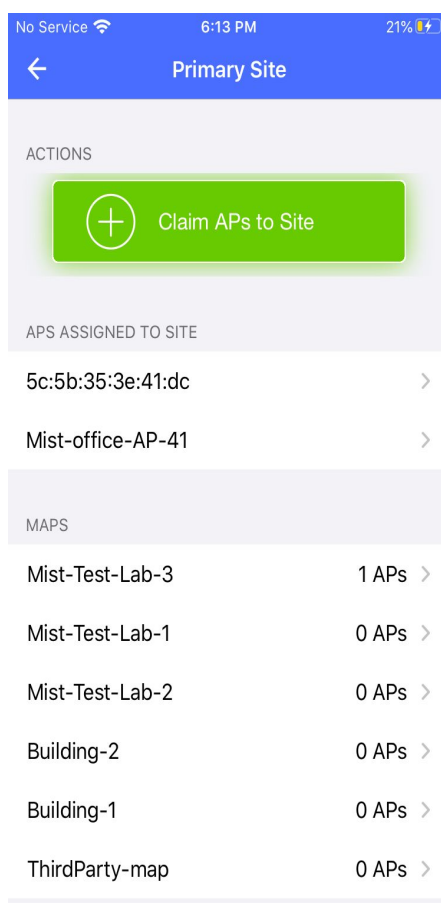 No Service 6:13 PM 21%
Primary Site
ACTIONS
Claim APs to Site
APS ASSIGNED TO SITE
5c:5b:35:3e:41:dc
Mist-office-AP-41
MAPS
Mist-Test-Lab-3 1 APs
Mist-Test-Lab-1 0 APs
Mist-Test-Lab-2 0 APs
Building-2 0 APs
Building-1 0 APs
ThirdParty-map 0 APs